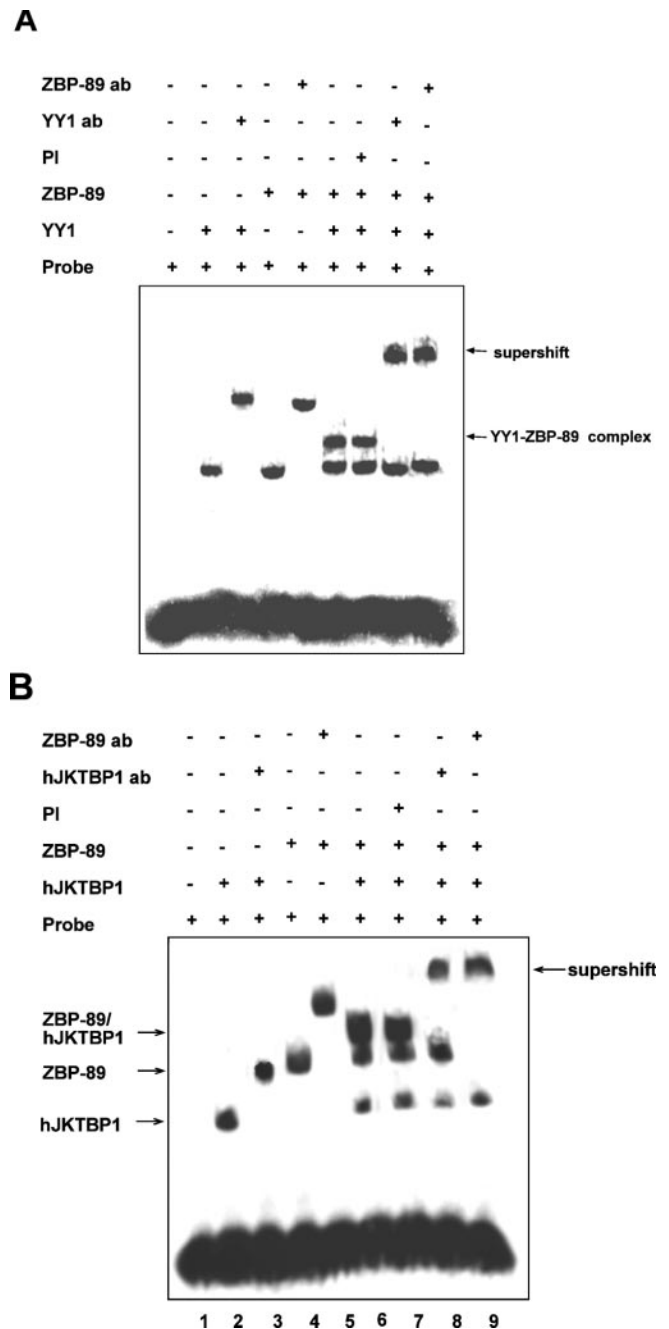 A
ZBP-89 ab - - - - + - - - +
YY1 ab - - + - - - - + -
PI - - - - - - + - -
ZBP-89 - - - + + + + + +
YY1 - + + - - + + + +
Probe + + + + + + + + +
supershift
YY1-ZBP-89 complex
B
ZBP-89 ab - - - - + - - - +
hJKTBP1 ab - - + - - - - + -
PI - - - - - - + - -
ZBP-89 - - - + + + + + +
hJKTBP1 - + + - - + + + +
Probe + + + + + + + + +
supershift
ZBP-89/
hJKTBP1
ZBP-89
hJKTBP1
1 2 3 4 5 6 7 8 9